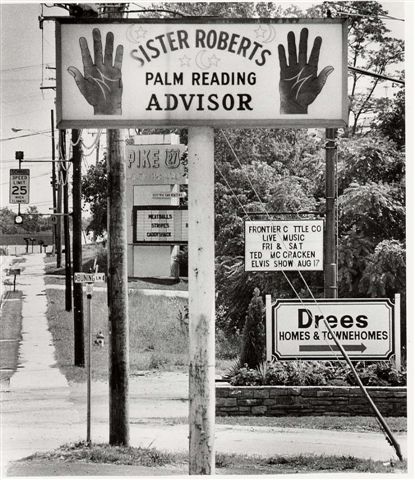 SISTER ROBERTS
PALM READING
ADVISOR
PIKE
SPEED
LIMIT
25
MEATBALLS
STRIPES
CADDYSHACK
FRONTIER C TTLE CO
LIVE MUSIC
FRI & SAT
TED MC CRACKEN
ELVIS SHOW AUG 17
Drees
HOMES & TOWNEHOMES